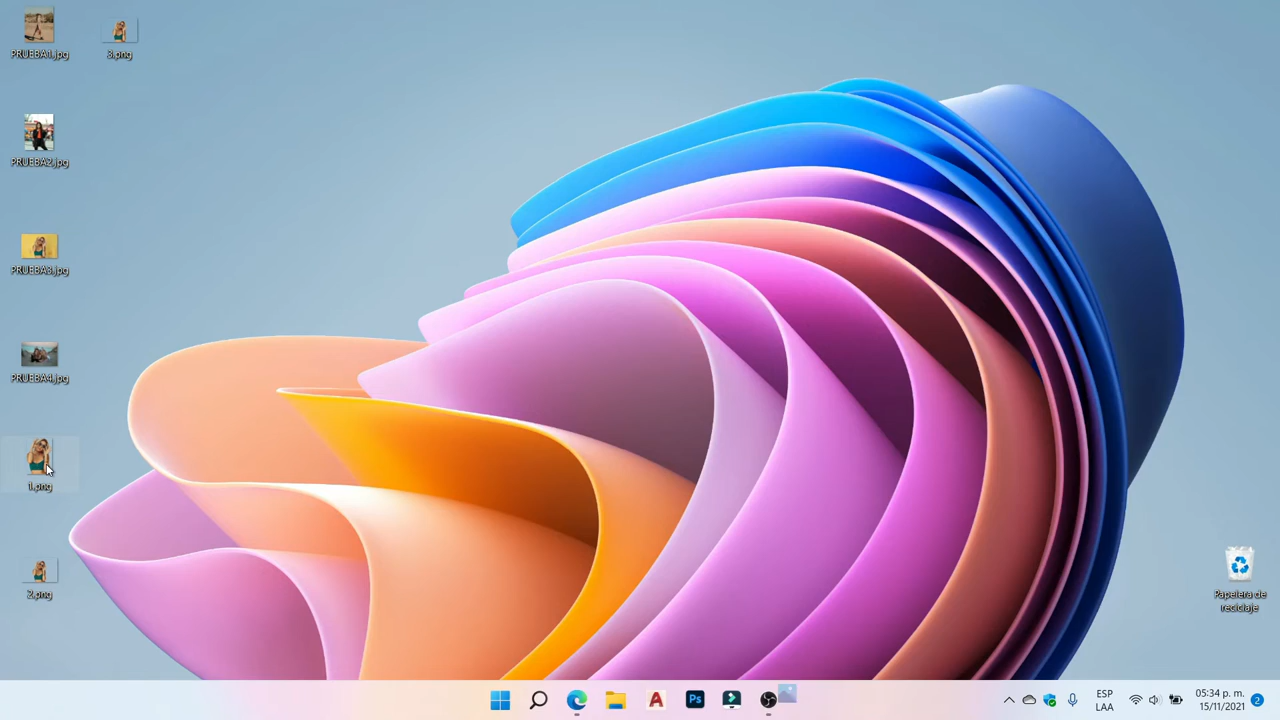 PRUEBA1.jpg
3.png
PRUEBA2.jpg
PRUEBA3.jpg
PRUEBA4.jpg
1.png
2.png
Papelera de
reciclaje
Ps
ESP
LAA
05:34 p. m.
15/11/2021
2